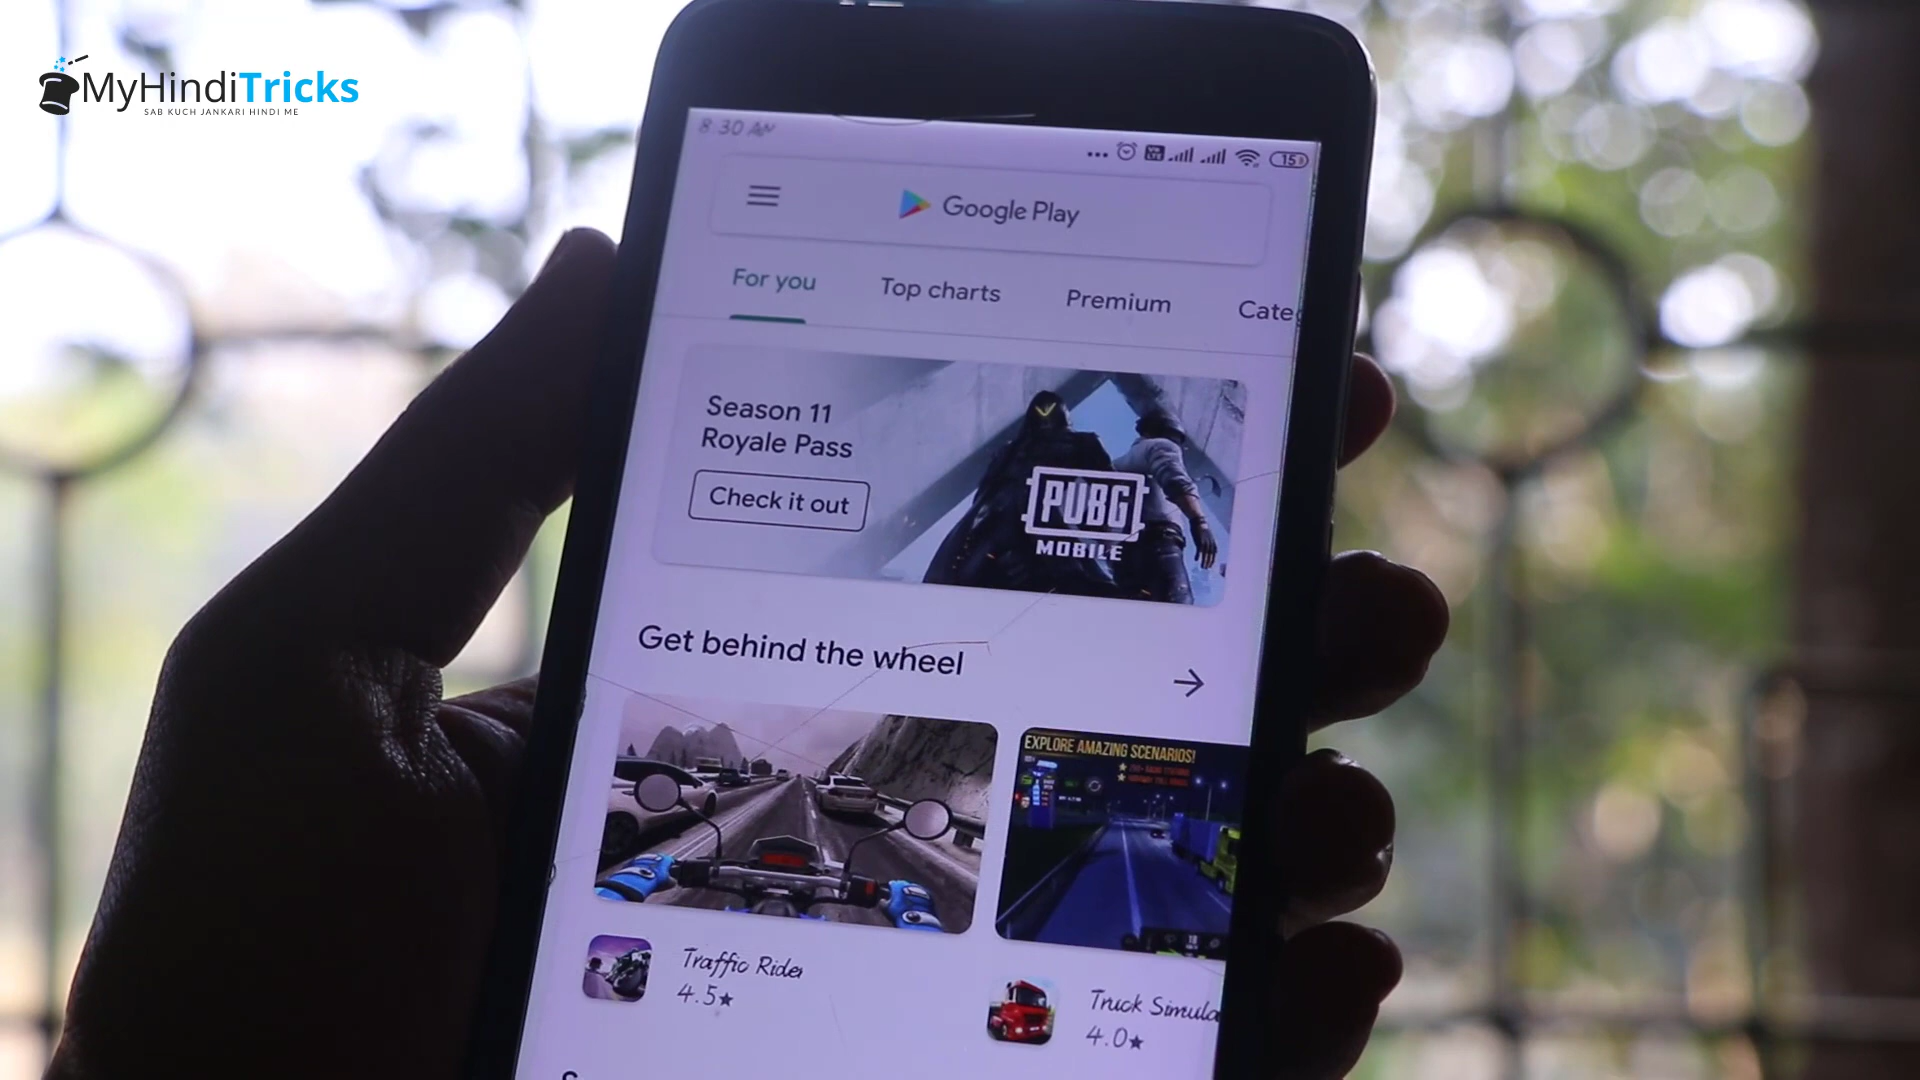 MyHindiTricks
SAB KUCH JANKARI HINDI ME
8:30 AM
15
Google Play
For you
Top charts
Premium
Cate
Season 11
Royale Pass
Check it out
PUBG
MOBILE
Get behind the wheel
EXPLORE AMAZING SCENARIOS!
Traffic Rider
4.5★
Truck Simula
4.0★